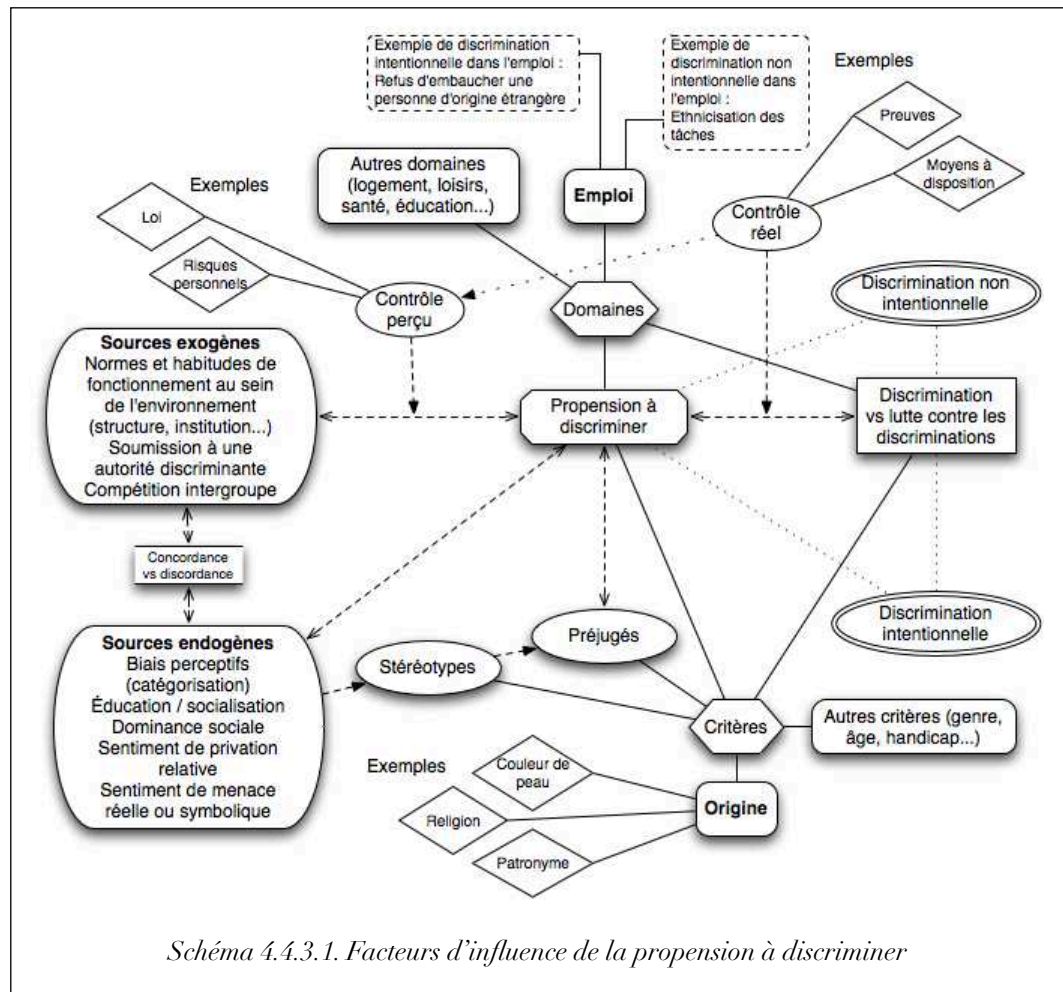 Exemple de discrimination
intentionnelle dans l'emploi :
Refus d'embaucher une
personne d'origine étrangère
Exemple de
discrimination non
intentionnelle dans
l'emploi :
Ethnicisation des
tâches
Exemples
Preuves
Moyens à
disposition
Autres domaines
(logement, loisirs,
santé, éducation...)
Emploi
Contrôle
réel
Exemples
Loi
Risques
personnels
Contrôle
perçu
Domaines
Discrimination non
intentionnelle
Sources exogènes
Normes et habitudes de
fonctionnement au sein
de l'environnement
(structure, institution...)
Soumission à une
autorité discriminante
Compétition intergroupe
Propension à
discriminer
Discrimination
vs lutte contre les
discriminations
Concordance
vs discordance
Sources endogènes
Biais perceptifs
(catégorisation)
Éducation / socialisation
Dominance sociale
Sentiment de privation
relative
Sentiment de menace
réelle ou symbolique
Stéréotypes
Préjugés
Discrimination
intentionnelle
Critères
Autres critères (genre,
âge, handicap...)
Exemples
Couleur de
peau
Religion
Patronyme
Origine
Schéma 4.4.3.1. Facteurs d'influence de la propension à discriminer